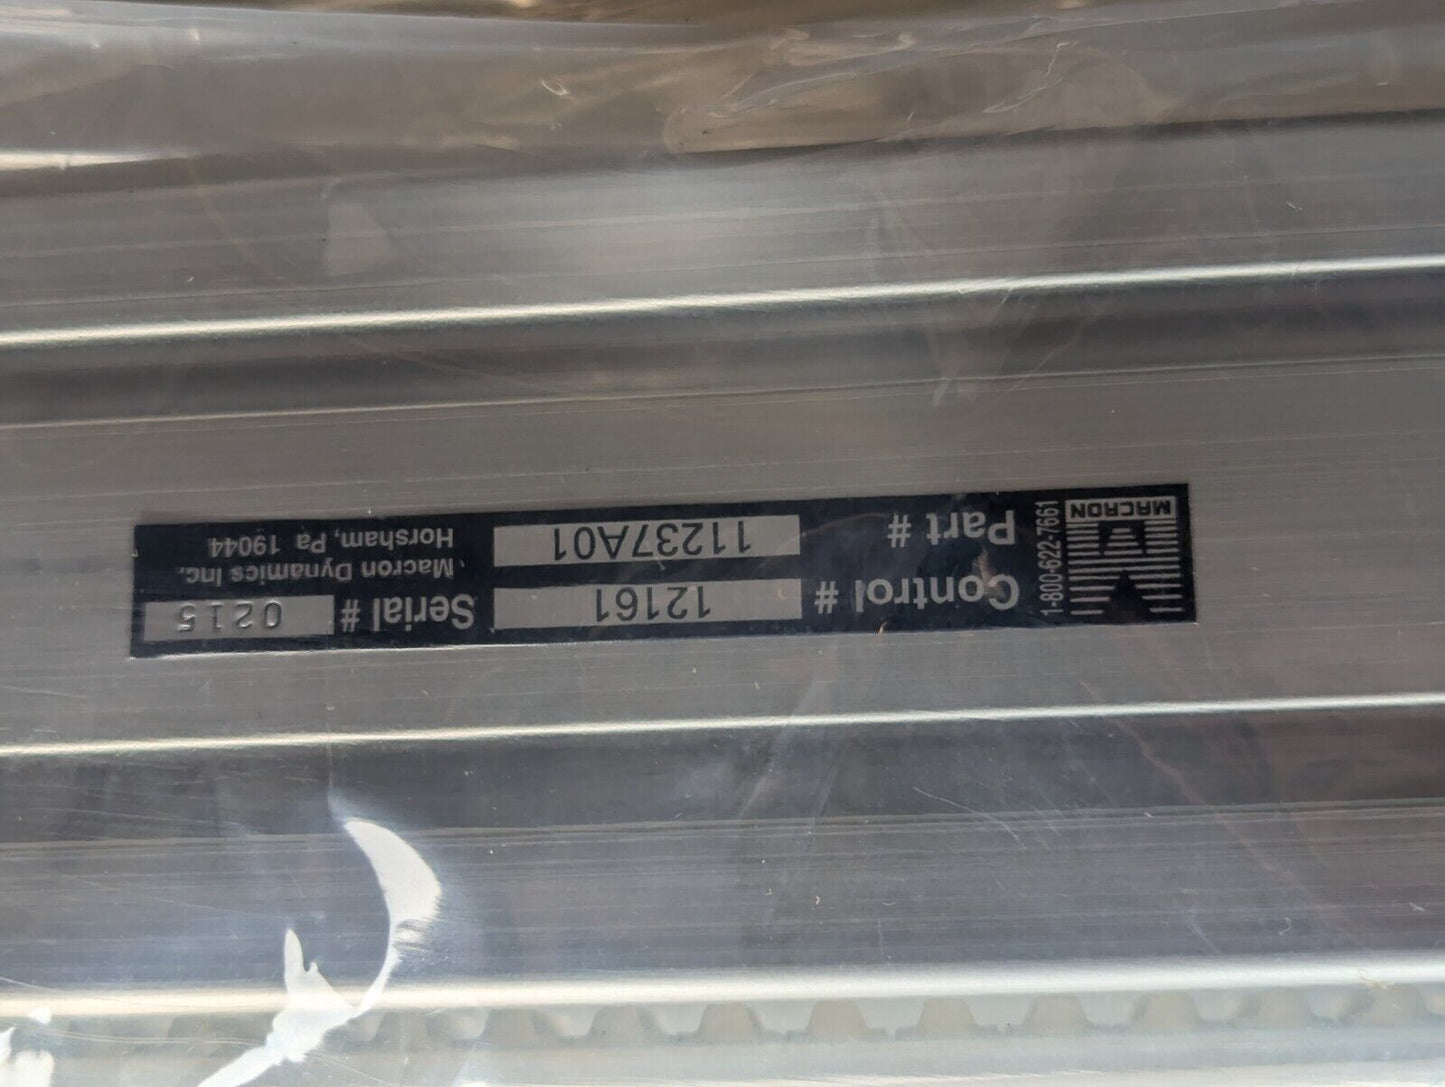 MACRON
1-800-622-7661
Control # 12161 Serial # 0215
Part # 11237A01
Macron Dynamics Inc.
Horsham, Pa 19044